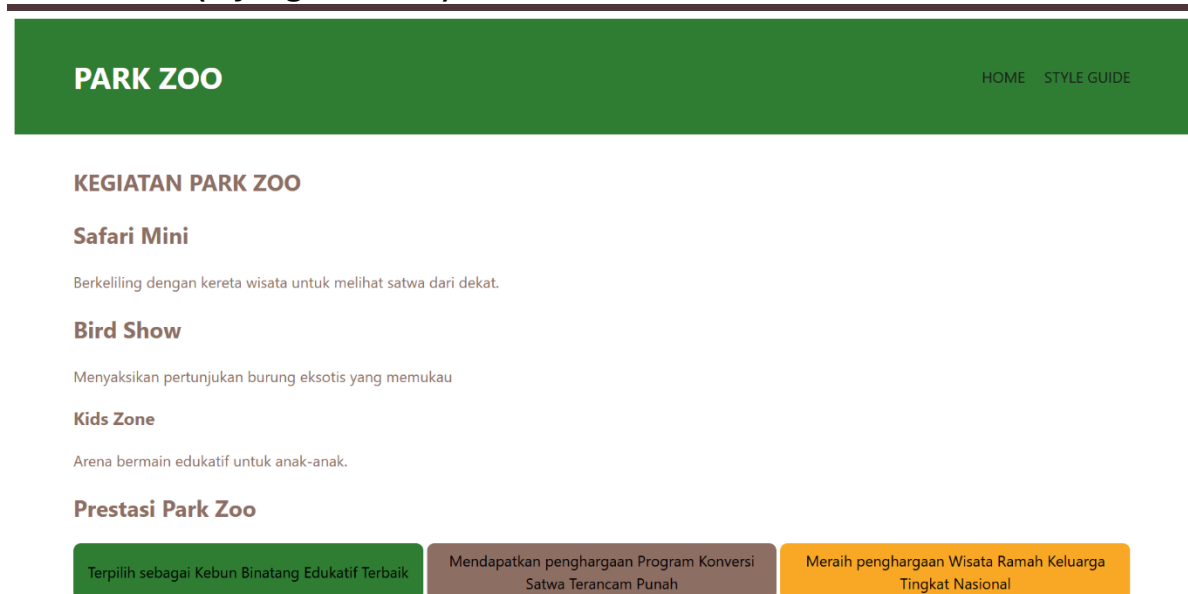 PARK ZOO
HOME STYLE GUIDE
KEGIATAN PARK ZOO
Safari Mini
Berkeliling dengan kereta wisata untuk melihat satwa dari dekat.
Bird Show
Menyaksikan pertunjukan burung eksotis yang memukau
Kids Zone
Arena bermain edukatif untuk anak-anak.
Prestasi Park Zoo
Terpilih sebagai Kebun Binatang Edukatif Terbaik
Mendapatkan penghargaan Program Konversi
Satwa Terancam Punah
Meraih penghargaan Wisata Ramah Keluarga
Tingkat Nasional